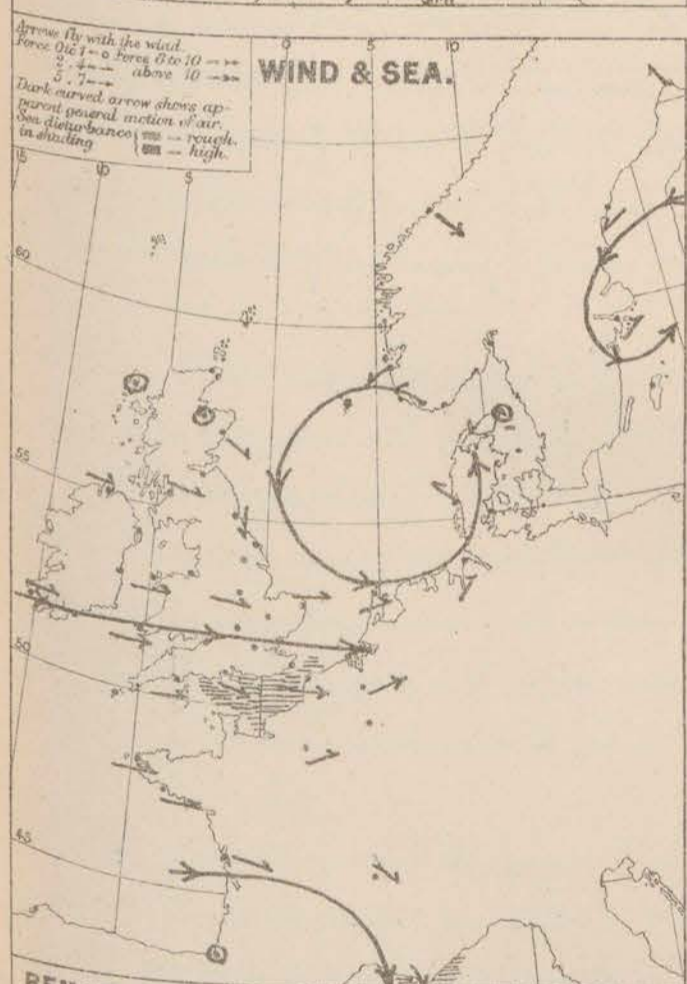 Arrows fly with the wind.
Force 0 to 1 - o Force 8 to 10
2 . 4 above 10
5 . 7
Dark curved arrow shows ap-
parent general motion of air.
Sea disturbance - rough.
in shading - high.
WIND & SEA.
0 5 10
15 10 5
60
55
50
45